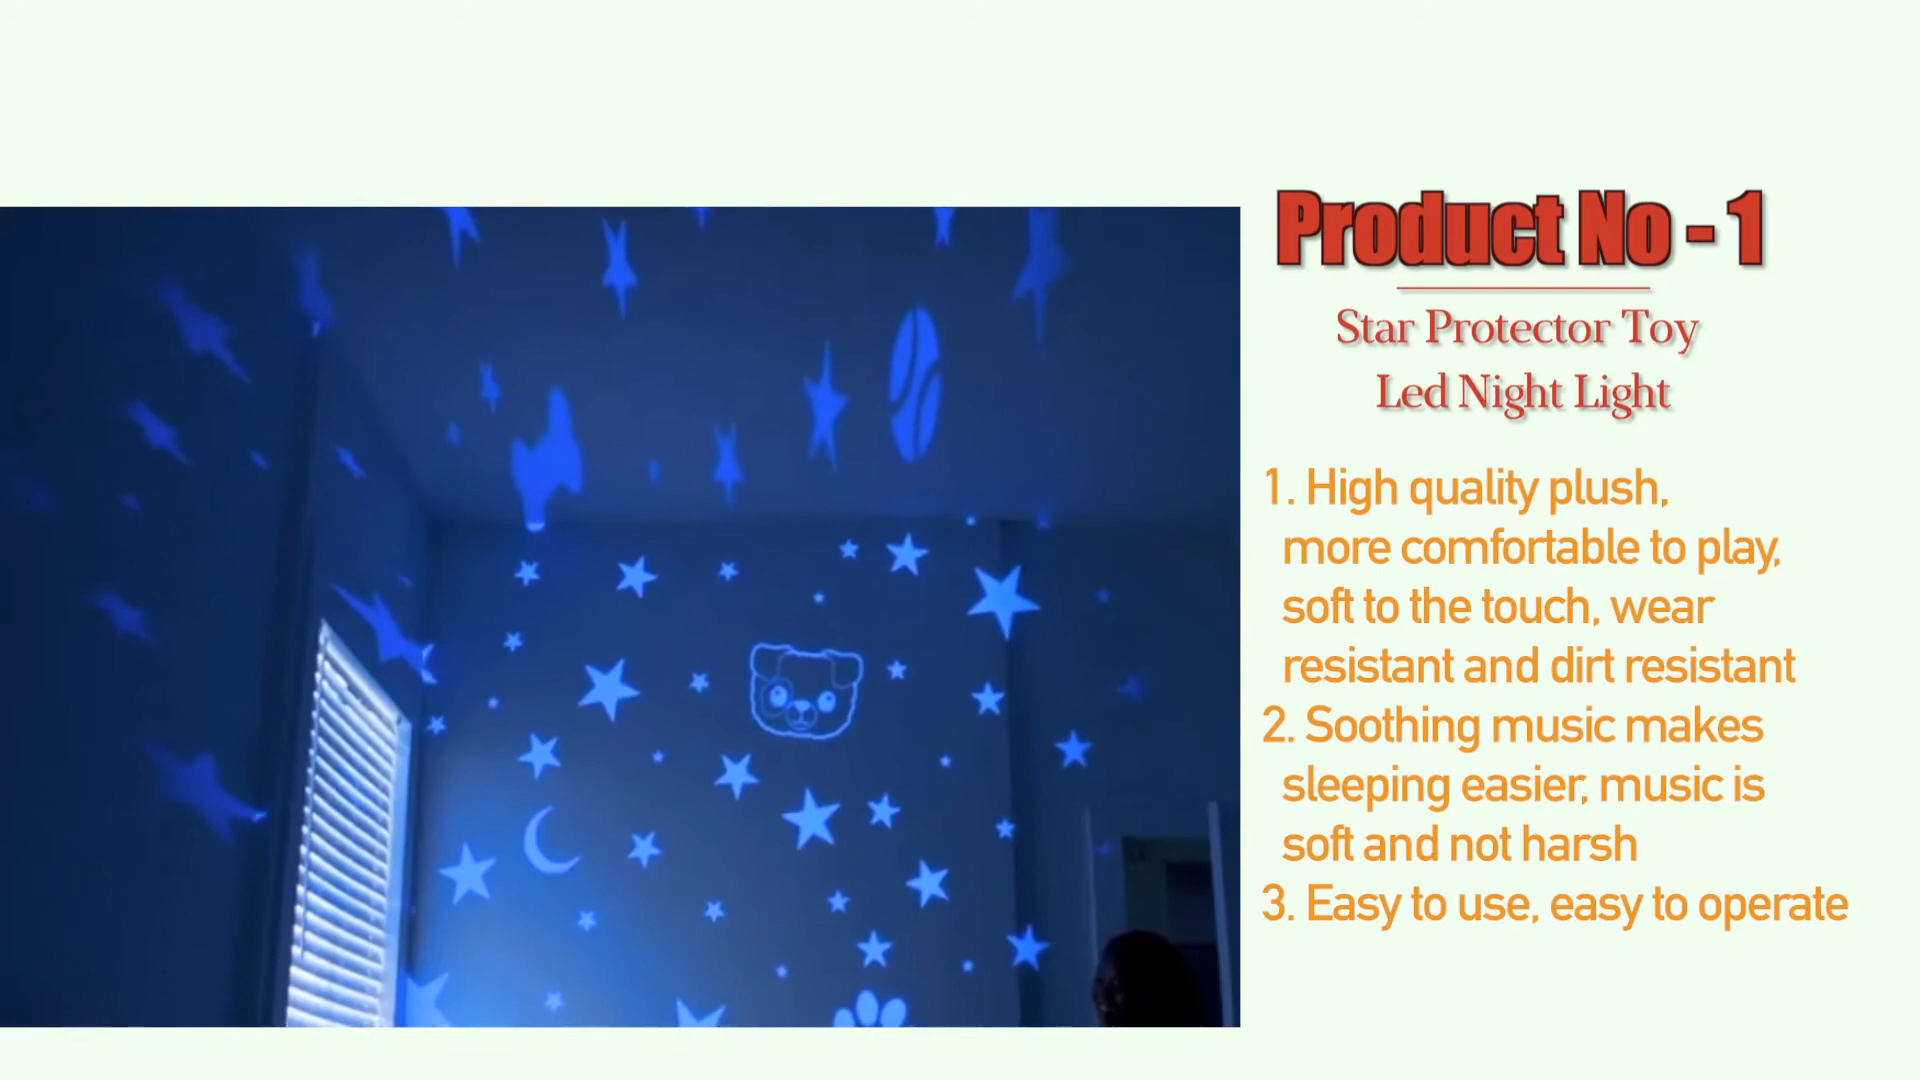 Product No - 1
Star Protector Toy
Led Night Light
1. High quality plush,
more comfortable to play,
soft to the touch, wear
resistant and dirt resistant
2. Soothing music makes
sleeping easier, music is
soft and not harsh
3. Easy to use, easy to operate